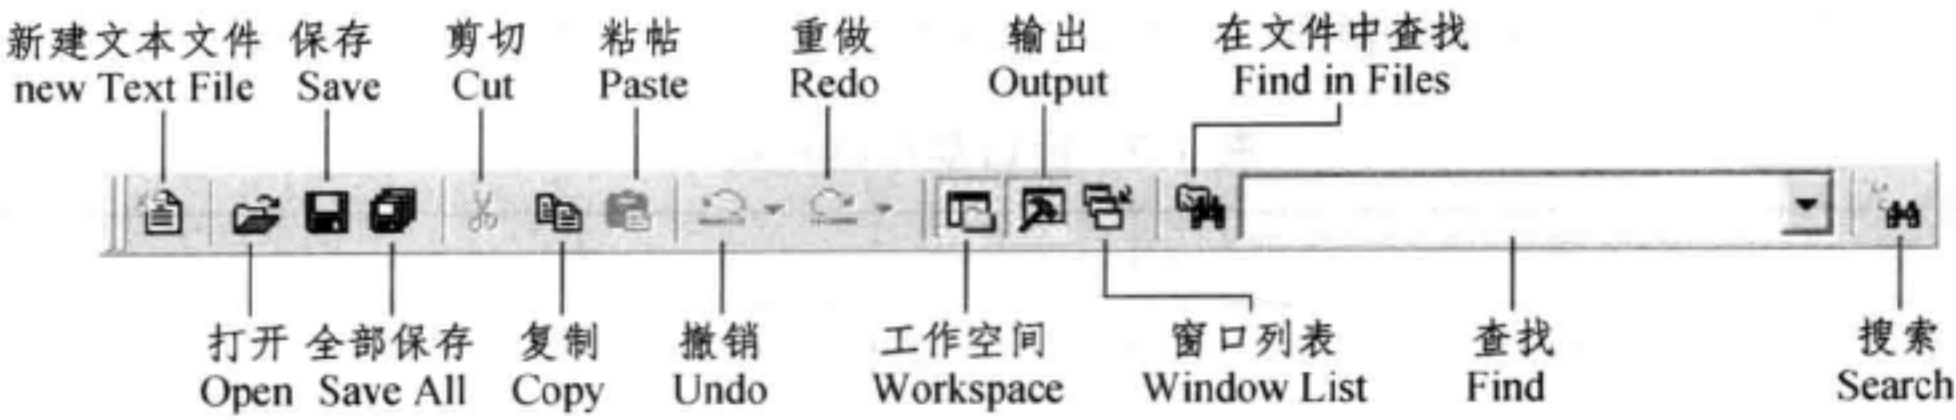 新建文本文件 保存 剪切 粘帖 重做 输出 在文件中查找
new Text File Save Cut Paste Redo Output Find in Files
打开 全部保存 复制 撤销 工作空间 窗口列表 查找 搜索
Open Save All Copy Undo Workspace Window List Find Search